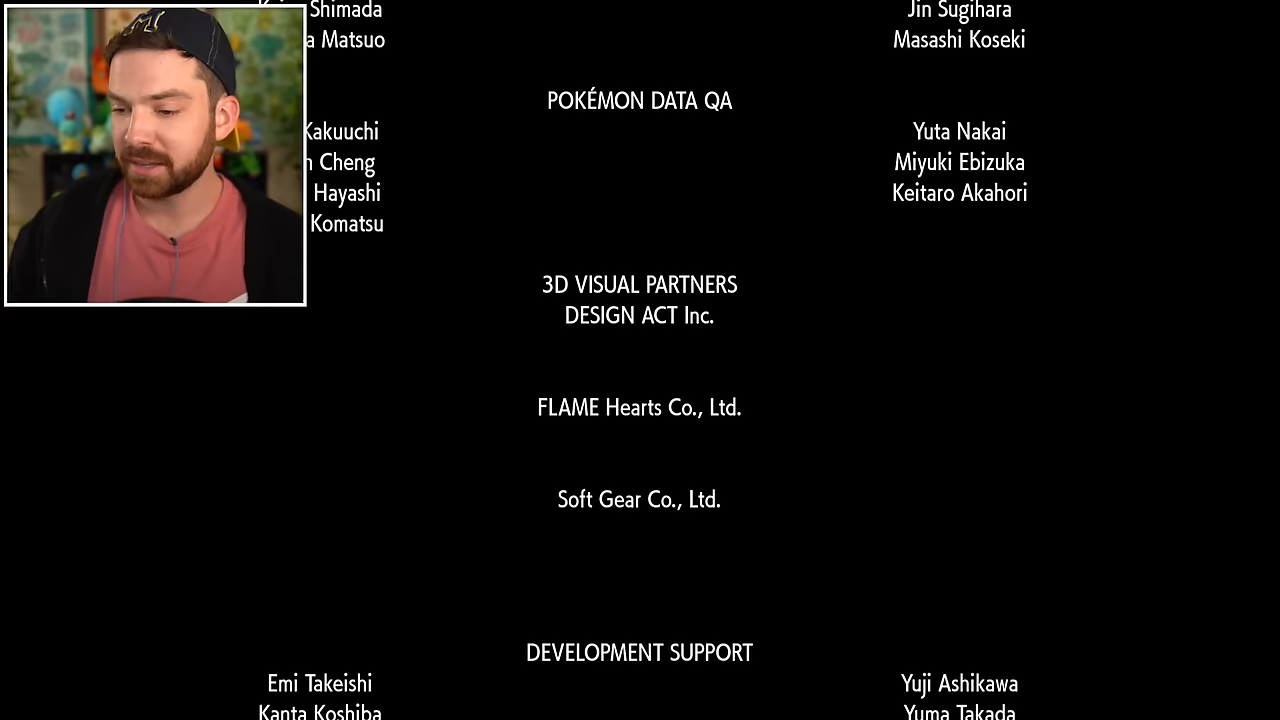 Shimada
Jin Sugihara
Matsuo
Masashi Koseki
POKÉMON DATA QA
Kakuuchi
Yuta Nakai
Cheng
Miyuki Ebizuka
Hayashi
Keitaro Akahori
Komatsu
3D VISUAL PARTNERS
DESIGN ACT Inc.
FLAME Hearts Co., Ltd.
Soft Gear Co., Ltd.
DEVELOPMENT SUPPORT
Emi Takeishi
Yuji Ashikawa
Kanta Koshiba
Yuma Takada